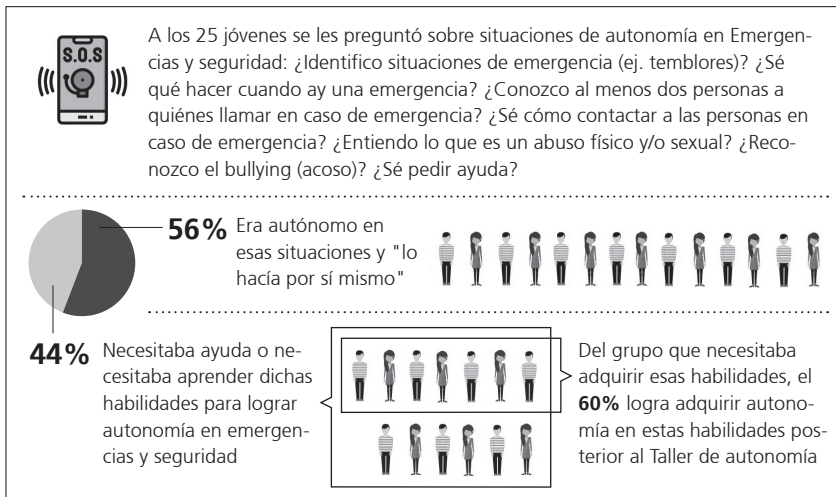 S.O.S
A los 25 jóvenes se les preguntó sobre situaciones de autonomía en Emergen-
cias y seguridad: ¿Identifico situaciones de emergencia (ej. temblores)? ¿Sé
qué hacer cuando ay una emergencia? ¿Conozco al menos dos personas a
quiénes llamar en caso de emergencia? ¿Sé cómo contactar a las personas en
caso de emergencia? ¿Entiendo lo que es un abuso físico y/o sexual? ¿Reco-
nozco el bullying (acoso)? ¿Sé pedir ayuda?
56% Era autónomo en
esas situaciones y "lo
hacía por sí mismo"
44% Necesitaba ayuda o ne-
cesitaba aprender dichas
habilidades para lograr
autonomía en emergen-
cias y seguridad
Del grupo que necesitaba
adquirir esas habilidades, el
60% logra adquirir autono-
mía en estas habilidades pos-
terior al Taller de autonomía